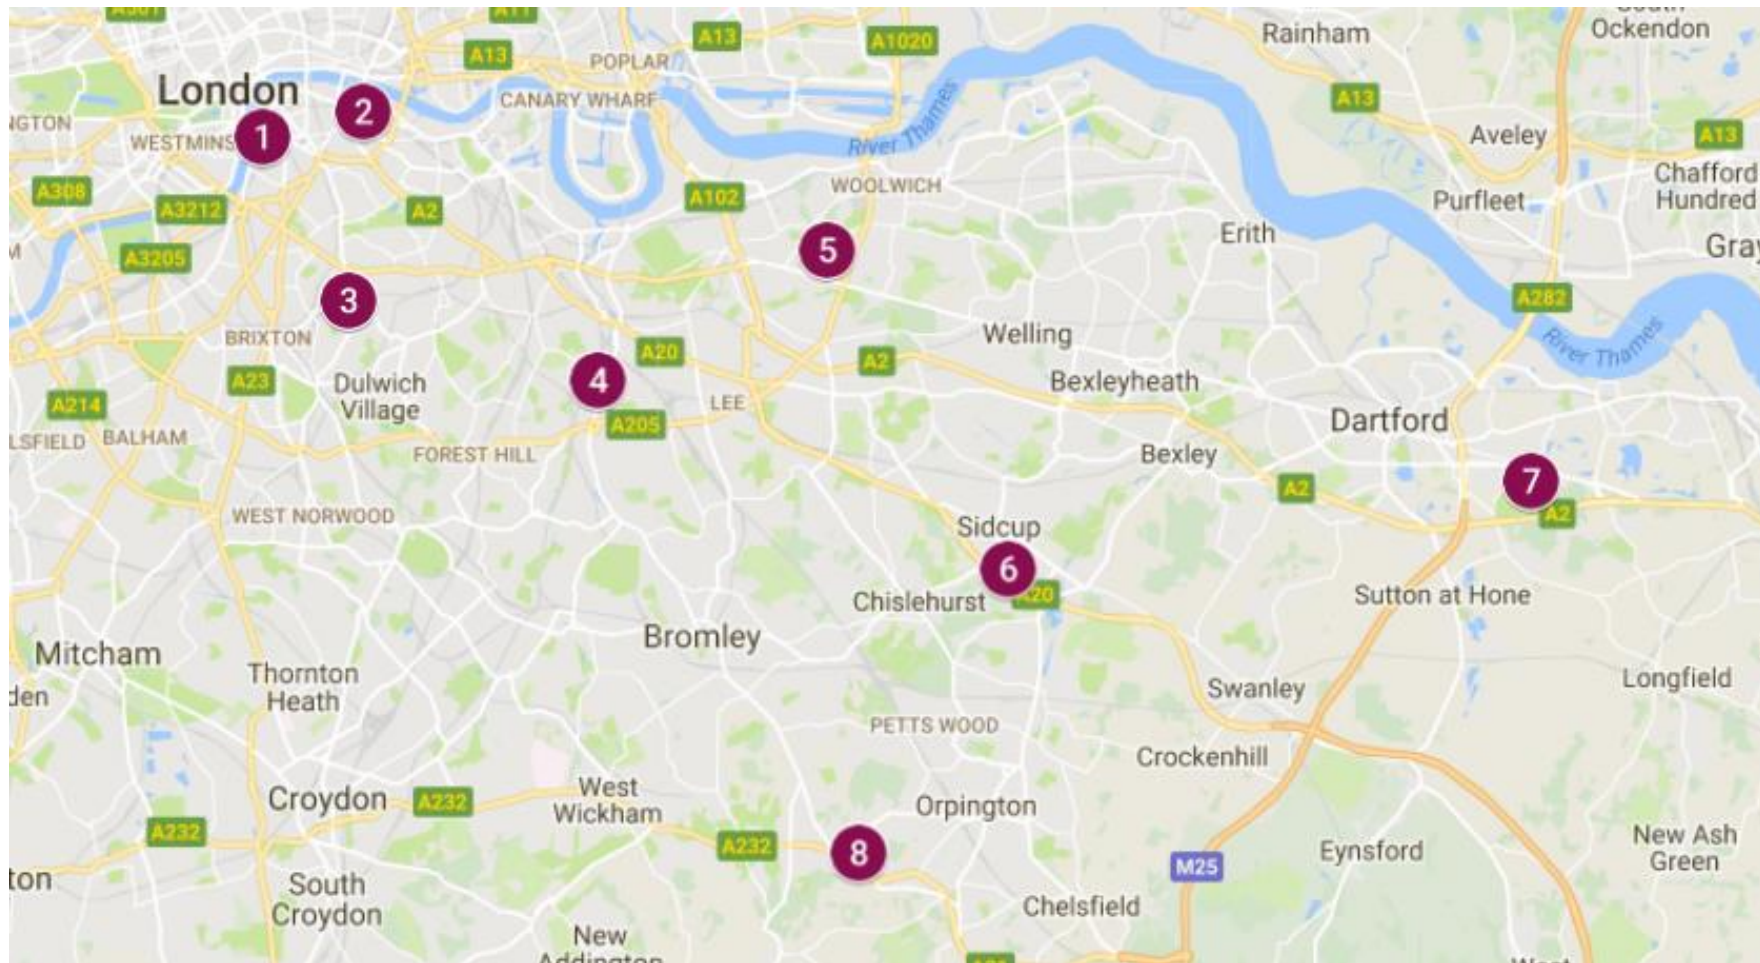 A13
A1020
POPLAR
A13
Rainham
Ockendon
London
CANARY WHARF
2
A13
1
WESTMINS
River Thames
Aveley
A13
Chafford
Hundred
A308
A3212
A2
A102
WOOLWICH
Purfleet
Erith
A3205
5
A282
3
BRIXTON
Welling
River Thames
A20
A2
A23
4
Dulwich
Village
Bexleyheath
A214
LEE
Dartford
A205
BALHAM
FOREST HILL
Bexley
7
A2
A2
WEST NORWOOD
Sidcup
6
Chislehurst
Sutton at Hone
Bromley
Mitcham
Thornton
Heath
Longfield
Swanley
PETTS WOOD
Crockenhill
Croydon
A232
West
Wickham
Orpington
A232
A232
8
New Ash
Green
Eynsford
M25
South
Croydon
Chelsfield
New